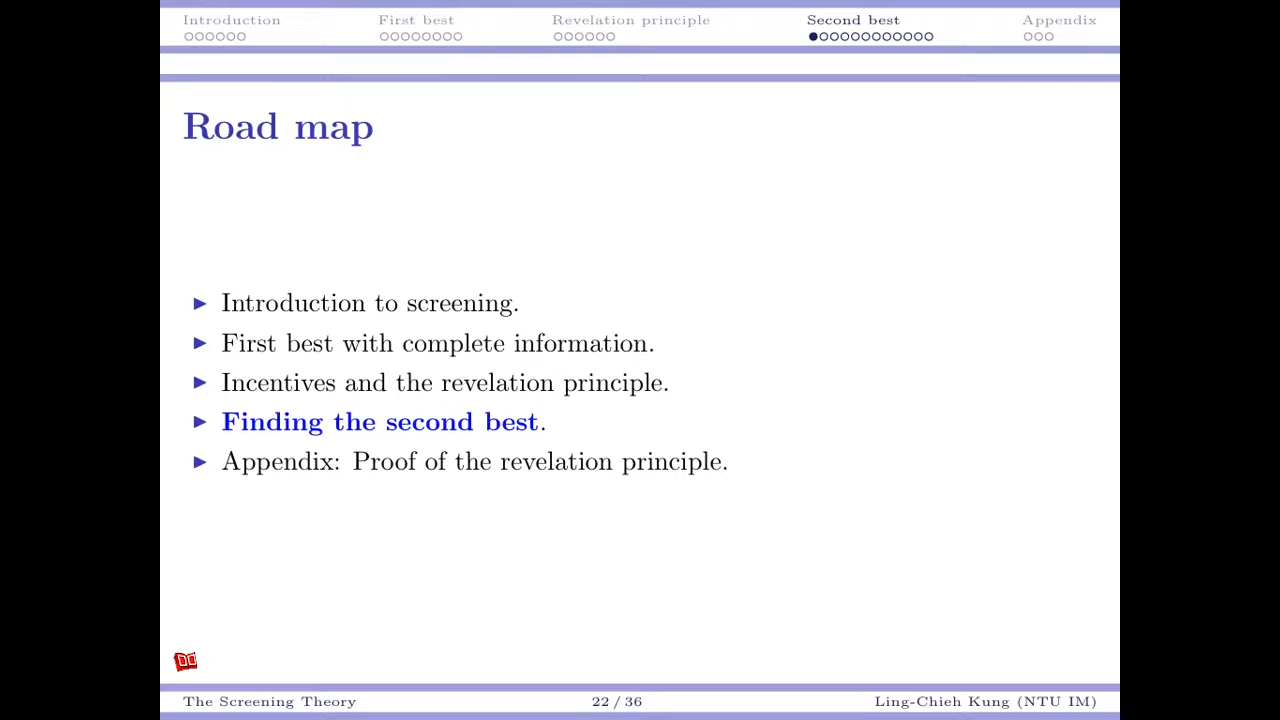 Introduction First best Revelation principle Second best Appendix
Road map
Introduction to screening.
First best with complete information.
Incentives and the revelation principle.
Finding the second best.
Appendix: Proof of the revelation principle.
The Screening Theory 22 / 36 Ling-Chieh Kung (NTU IM)